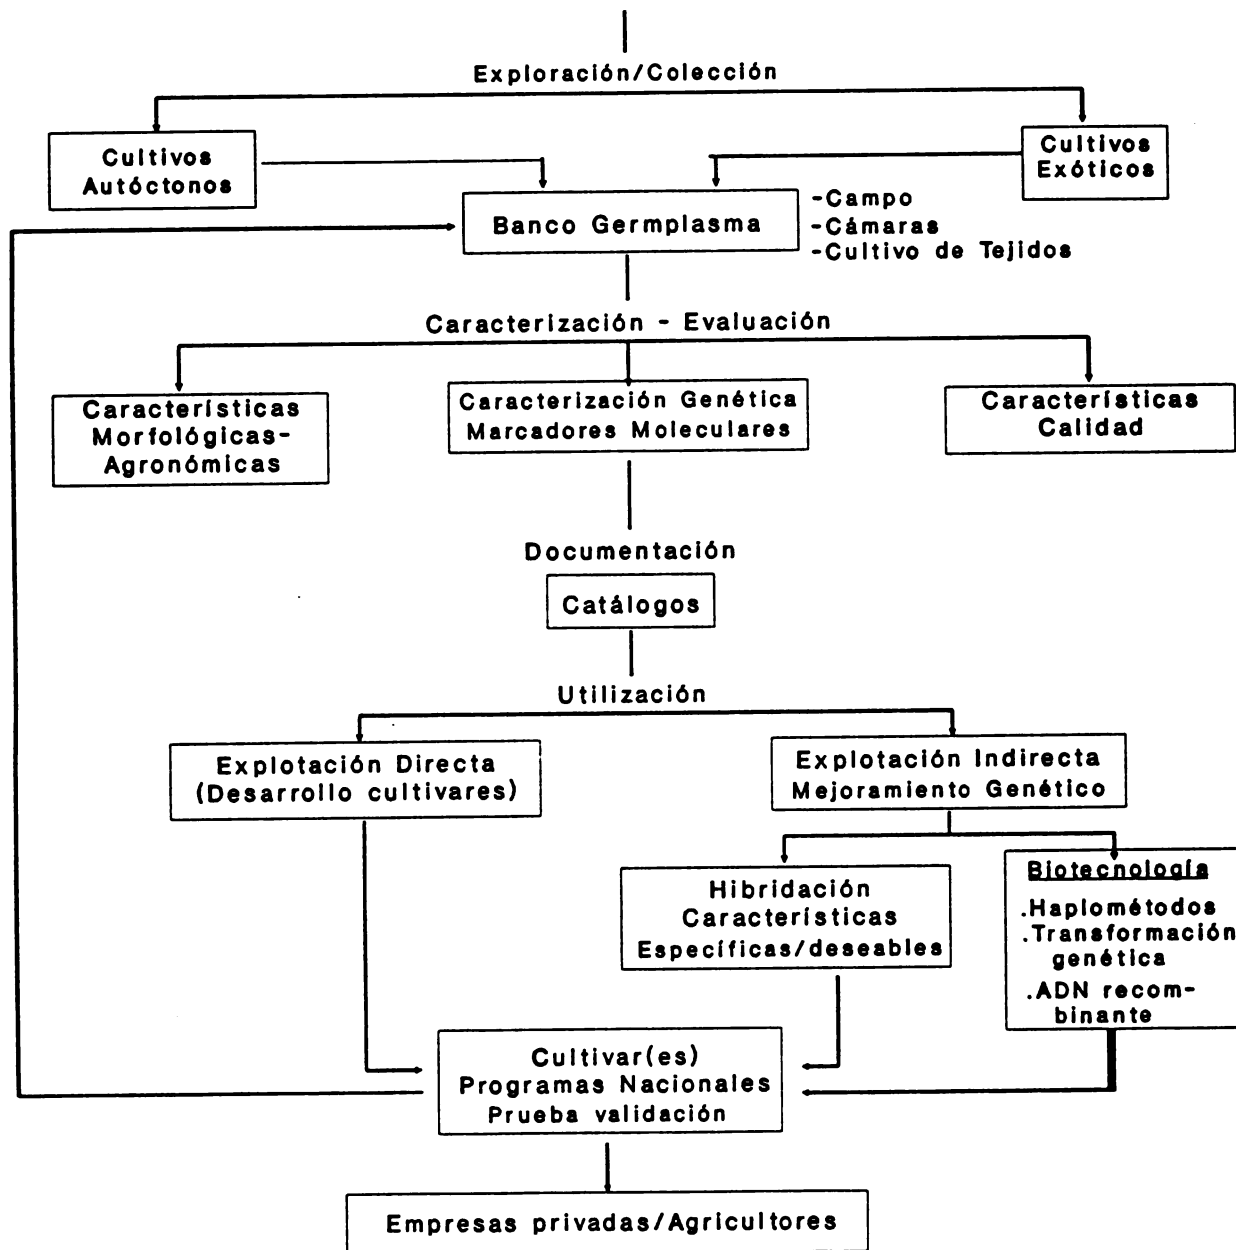 Exploración/Colección
Cultivos
Autóctonos
Cultivos
Exóticos
Banco Germplasma
-Campo
-Cámaras
-Cultivo de Tejidos
Caracterización - Evaluación
Características
Morfológicas-
Agronómicas
Caracterización Genética
Marcadores Moleculares
Características
Calidad
Documentación
Catálogos
Utilización
Explotación Directa
(Desarrollo cultivares)
Explotación Indirecta
Mejoramiento Genético
Hibridación
Características
Específicas/deseables
Biotecnología
.Haplométodos
.Transformación
genética
.ADN recom-
binante
Cultivar(es)
Programas Nacionales
Prueba validación
Empresas privadas/Agricultores